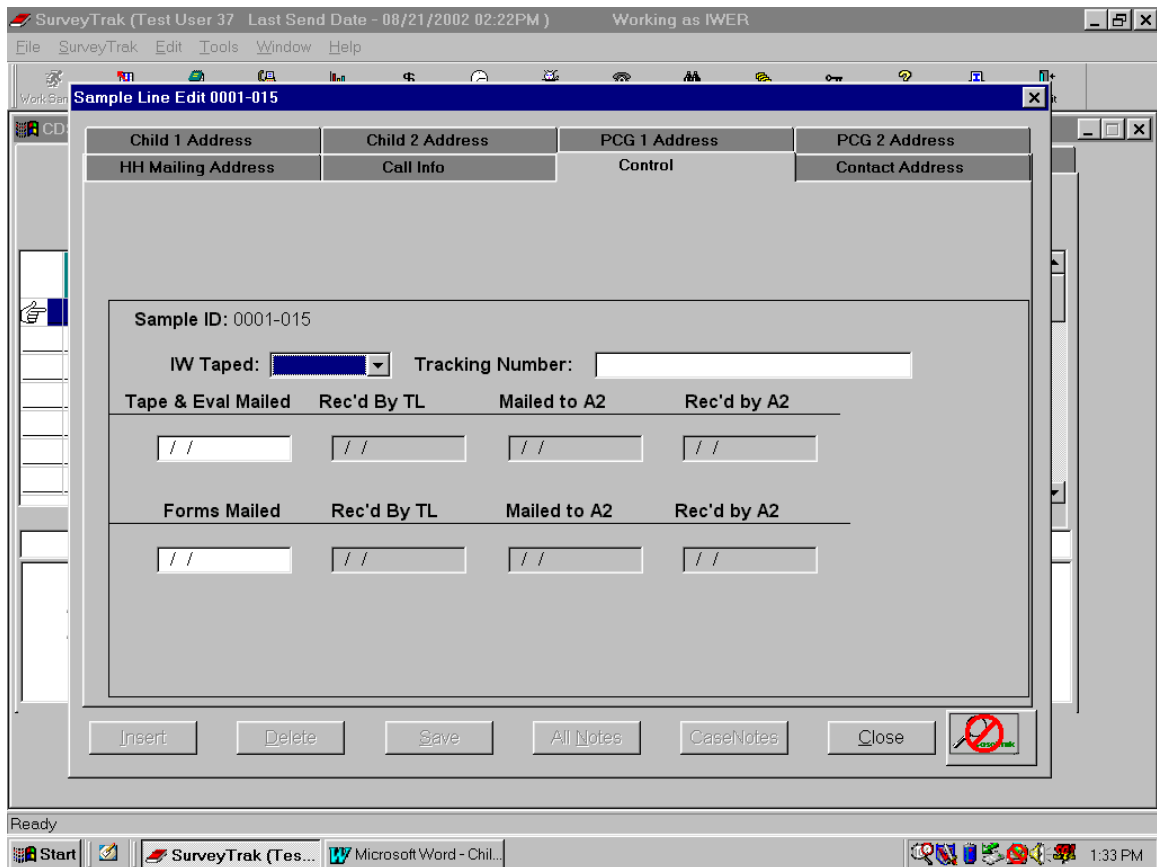 SurveyTrak (Test User 37 Last Send Date - 08/21/2002 02:22PM ) Working as IWER
File SurveyTrak Edit Tools Window Help
Work Sam
Sample Line Edit 0001-015
it
CDS
Child 1 Address Child 2 Address PCG 1 Address PCG 2 Address
HH Mailing Address Call Info Control Contact Address
Sample ID: 0001-015
IW Taped: Tracking Number:
Tape & Eval Mailed Rec'd By TL Mailed to A2 Rec'd by A2
/ / / / / / / /
Forms Mailed Rec'd By TL Mailed to A2 Rec'd by A2
/ / / / / / / /
Insert Delete Save All Notes CaseNotes Close
Ready
Start SurveyTrak (Tes... Microsoft Word - Chil... 1:33 PM